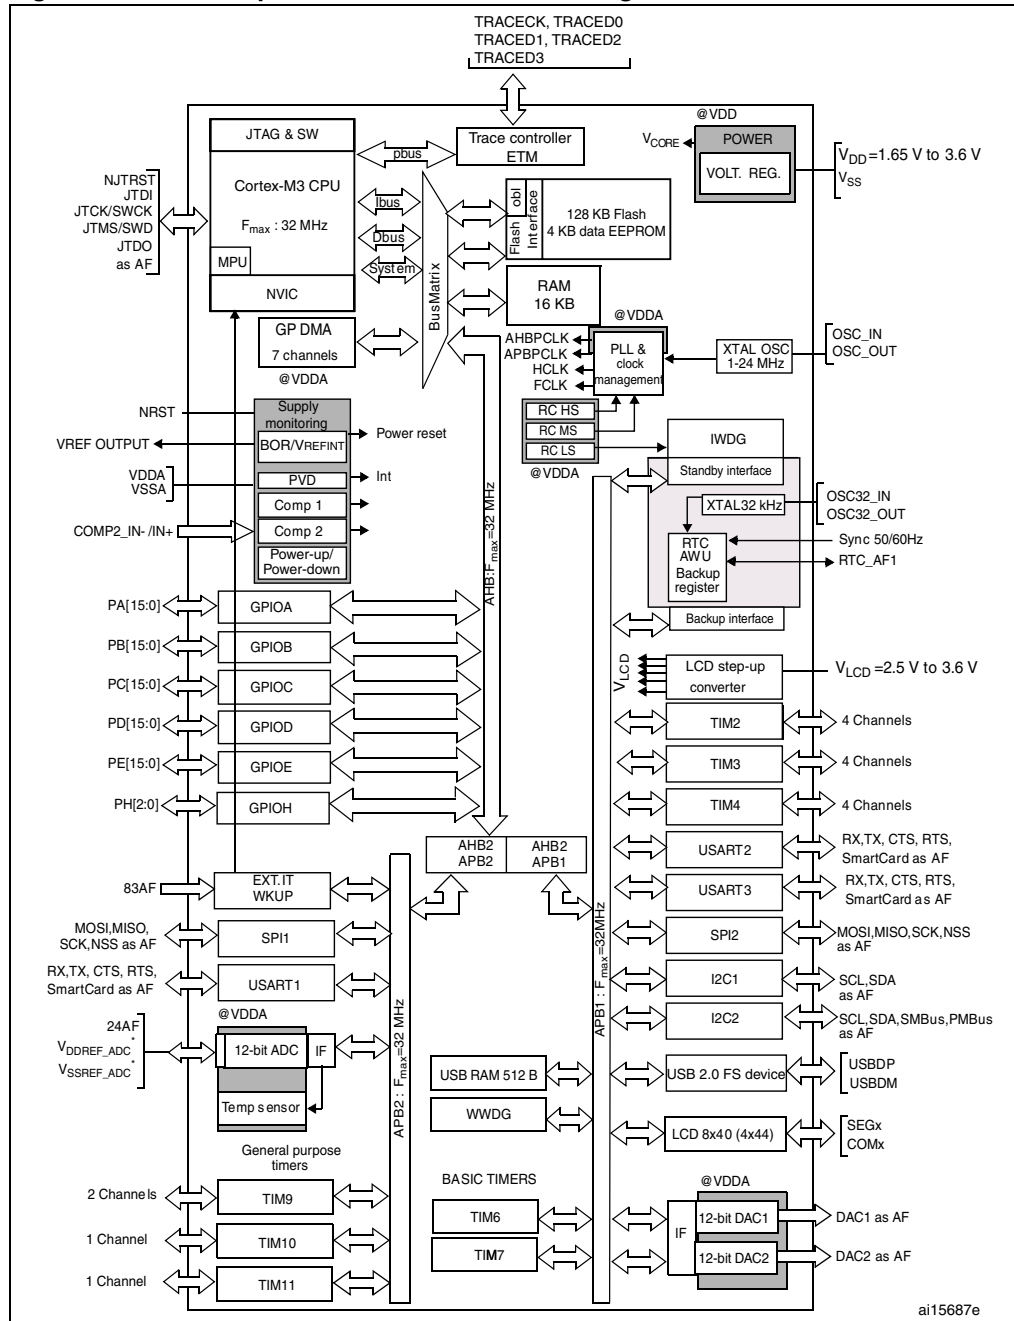 TRACECK, TRACED0
TRACED1, TRACED2
TRACED3
JTAG & SW
pbus
Trace controller
ETM
@VDD
VCORE
POWER
VOLT. REG.
VDD=1.65 V to 3.6 V
VSS
NJTRST
JTDI
JTCK/SWCK
JTMS/SWD
JTDO
as AF
Cortex-M3 CPU
Fmax : 32 MHz
MPU
NVIC
Ibus
Dbus
System
BusMatrix
Flash obl
Interface
128 KB Flash
4 KB data EEPROM
RAM
16 KB
GP DMA
7 channels
@VDDA
@VDDA
AHBPCLK
APBPCLK
HCLK
FCLK
PLL &
clock
management
XTAL OSC
1-24 MHz
OSC_IN
OSC_OUT
RC HS
RC MS
RC LS
@VDDA
IWDG
Standby interface
NRST
VREF OUTPUT
VDDA
VSSA
COMP2_IN-/IN+
Supply
monitoring
BOR/VREFINT
Power reset
PVD
Int
Comp 1
Comp 2
Power-up/
Power-down
AHB:Fmax=32 MHz
XTAL32 kHz
OSC32_IN
OSC32_OUT
RTC
AWU
Backup
register
Sync 50/60Hz
RTC_AF1
Backup interface
PA[15:0]
GPIOA
PB[15:0]
GPIOB
PC[15:0]
GPIOC
PD[15:0]
GPIOD
PE[15:0]
GPIOE
PH[2:0]
GPIOH
VLCD
LCD step-up
converter
VLCD=2.5 V to 3.6 V
TIM2
4 Channels
TIM3
4 Channels
TIM4
4 Channels
AHB2
APB2
AHB2
APB1
USART2
RX,TX, CTS, RTS,
SmartCard as AF
USART3
RX,TX, CTS, RTS,
SmartCard as AF
83AF
EXT.IT
WKUP
MOSI,MISO,
SCK,NSS as AF
SPI1
RX,TX, CTS, RTS,
SmartCard as AF
USART1
APB2 : Fmax=32 MHz
APB1 : Fmax=32MHz
SPI2
MOSI,MISO,SCK,NSS
as AF
I2C1
SCL,SDA
as AF
I2C2
SCL,SDA,SMBus,PMBus
as AF
@VDDA
24AF
VDDREF_ADC*
VSSREF_ADC*
12-bit ADC
IF
Temp sensor
USB RAM 512 B
USB 2.0 FS device
USBDP
USBDM
WWDG
LCD 8x40 (4x44)
SEGx
COMx
General purpose
timers
2 Channels
TIM9
1 Channel
TIM10
1 Channel
TIM11
BASIC TIMERS
TIM6
TIM7
@VDDA
IF
12-bit DAC1
DAC1 as AF
12-bit DAC2
DAC2 as AF
ai15687e